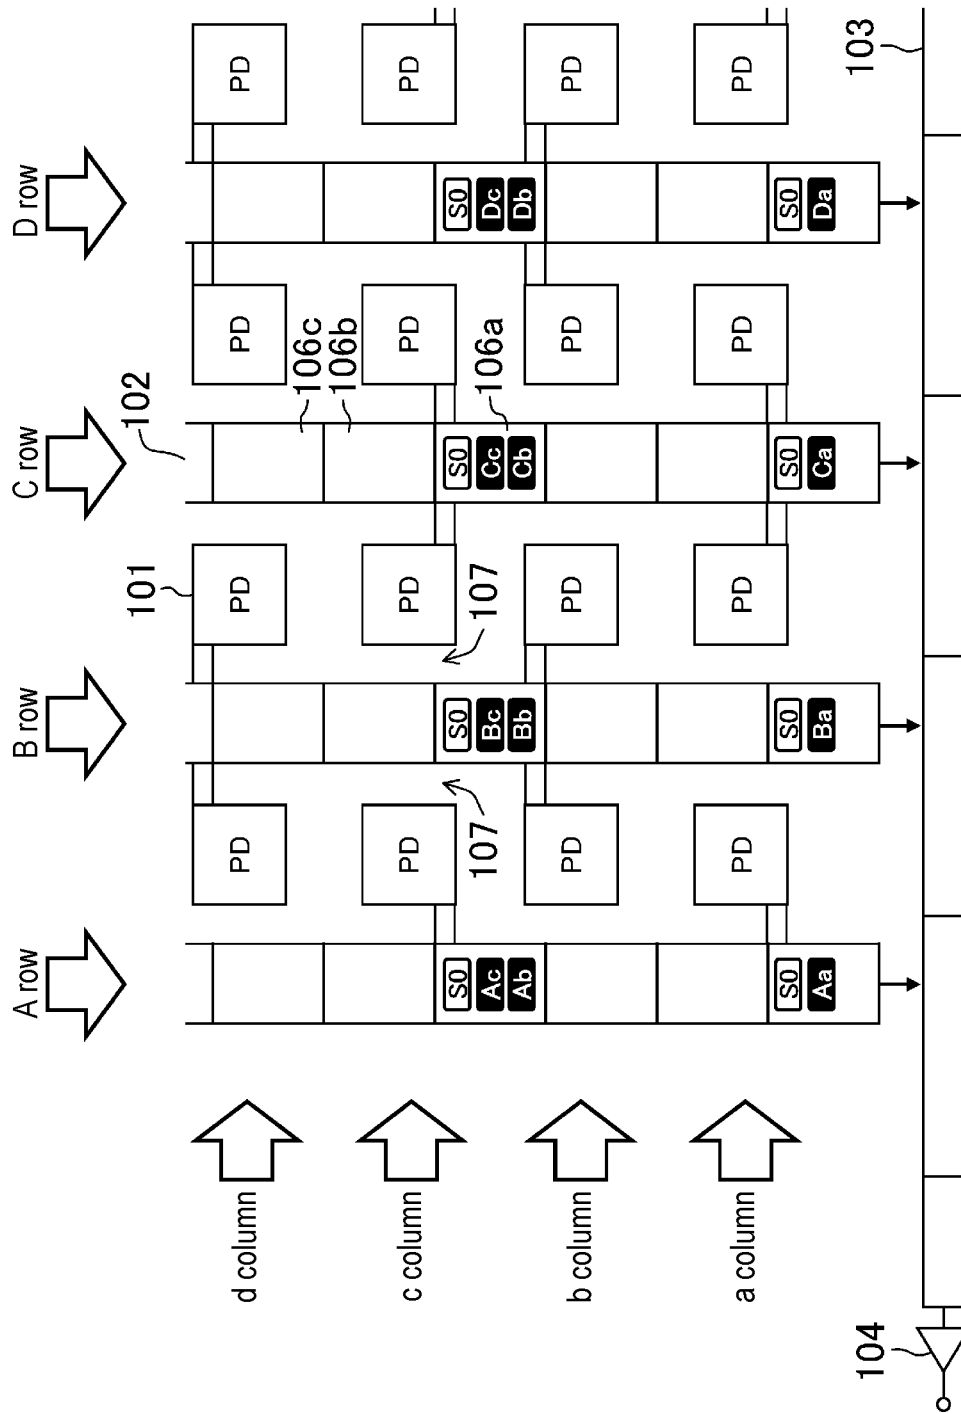 A row B row C row D row
101 102
d column PD PD PD PD
106c
106b
c column PD PD PD PD
S0 S0 S0 S0
Ac 107 Bc 107 Cc 106a Dc
Ab Bb Cb Db
b column PD PD PD PD
a column PD PD PD PD
S0 S0 S0 S0
Aa Ba Ca Da
104 103